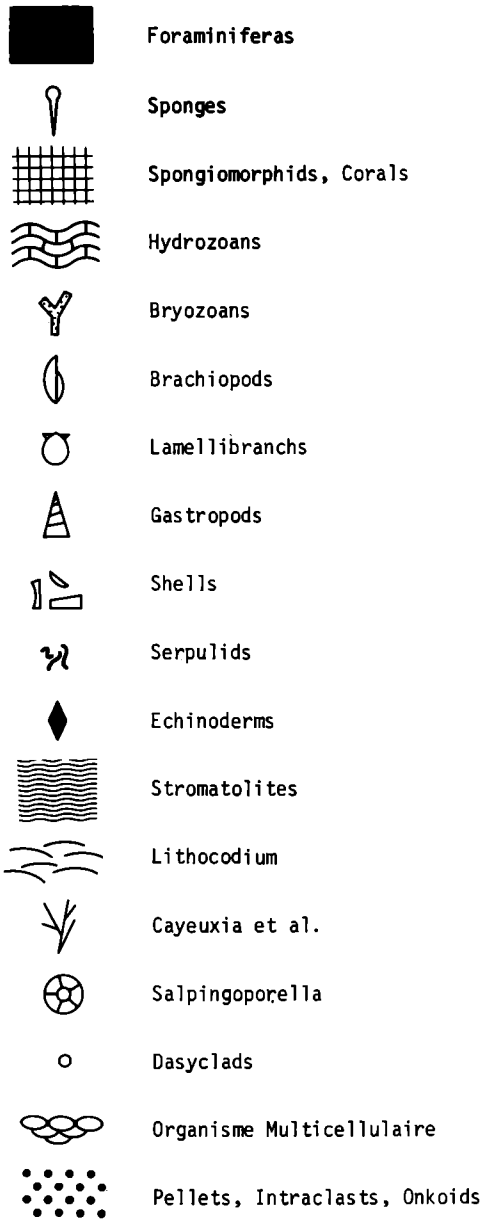 Foraminiferas
Sponges
Spongiomorphids, Corals
Hydrozoans
Bryozoans
Brachiopods
Lamellibranchs
Gastropods
Shells
Serpulids
Echinoderms
Stromatolites
Lithocodium
Cayeuxia et al.
Salpingoporella
Dasyclads
Organisme Multicellulaire
Pellets, Intraclasts, Onkoids